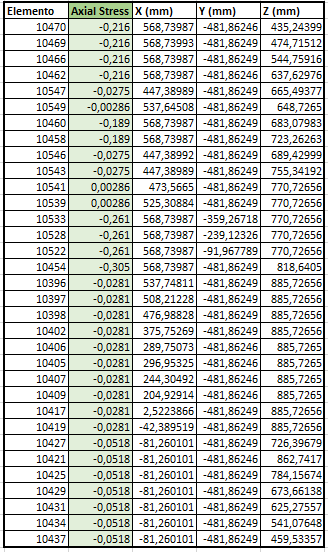 Elemento Axial Stress X (mm) Y (mm) Z (mm)
10470 -0,216 568,73987 -481,86246 435,24399
10469 -0,216 568,73993 -481,86249 474,71512
10466 -0,216 568,73987 -481,86246 544,75916
10462 -0,216 568,73987 -481,86246 637,62976
10547 -0,0275 447,38989 -481,86249 665,49377
10549 -0,00286 537,64508 -481,86249 648,7265
10460 -0,189 568,73987 -481,86249 683,07983
10458 -0,189 568,73987 -481,86249 723,26263
10546 -0,0275 447,38992 -481,86249 689,42999
10543 -0,0275 447,38989 -481,86249 755,34192
10541 0,00286 473,5665 -481,86249 770,72656
10539 0,00286 525,30884 -481,86249 770,72656
10533 -0,261 568,73987 -359,26718 770,72656
10528 -0,261 568,73987 -239,12326 770,72656
10522 -0,261 568,73987 -91,967789 770,72656
10454 -0,305 568,73987 -481,86249 818,6405
10396 -0,0281 537,74811 -481,86249 885,72656
10397 -0,0281 508,21228 -481,86249 885,72656
10398 -0,0281 476,98828 -481,86249 885,72656
10402 -0,0281 375,75269 -481,86249 885,72656
10406 -0,0281 289,75073 -481,86246 885,7265
10405 -0,0281 296,95325 -481,86246 885,7265
10407 -0,0281 244,30492 -481,86246 885,7265
10409 -0,0281 204,92914 -481,86246 885,7265
10417 -0,0281 2,5223866 -481,86249 885,72656
10419 -0,0281 -42,389519 -481,86249 885,72656
10427 -0,0518 -81,260101 -481,86249 726,39679
10421 -0,0518 -81,260101 -481,86246 862,7417
10425 -0,0518 -81,260101 -481,86249 784,15674
10429 -0,0518 -81,260101 -481,86249 673,66138
10431 -0,0518 -81,260101 -481,86249 625,27557
10434 -0,0518 -81,260101 -481,86249 541,07648
10437 -0,0518 -81,260101 -481,86249 459,53357